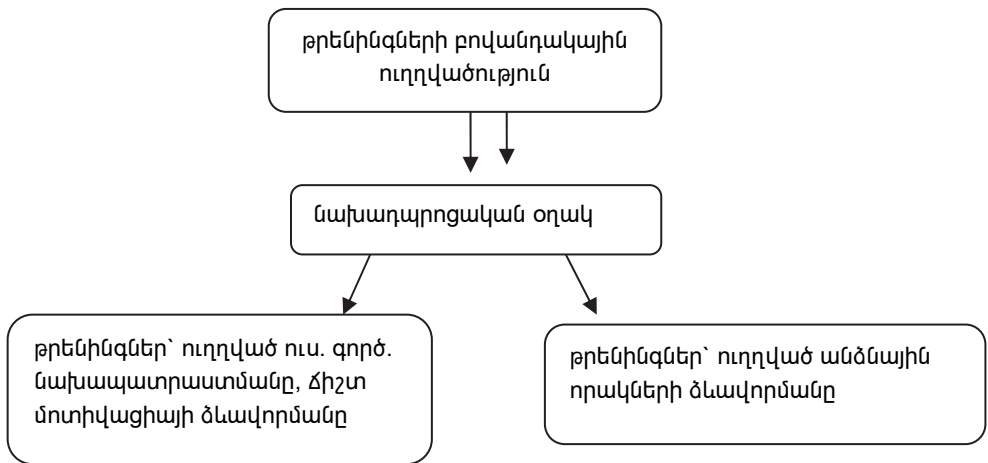 թրենինգների բովանդակային
ուղղվածություն
նախադպրոցական օղակ
թրենինգներ՝ ուղղված ուս. գործ.
նախապատրաստմանը, ճիշտ
մոտիվացիայի ձևավորմանը
թրենինգներ՝ ուղղված անձնային
որակների ձևավորմանը